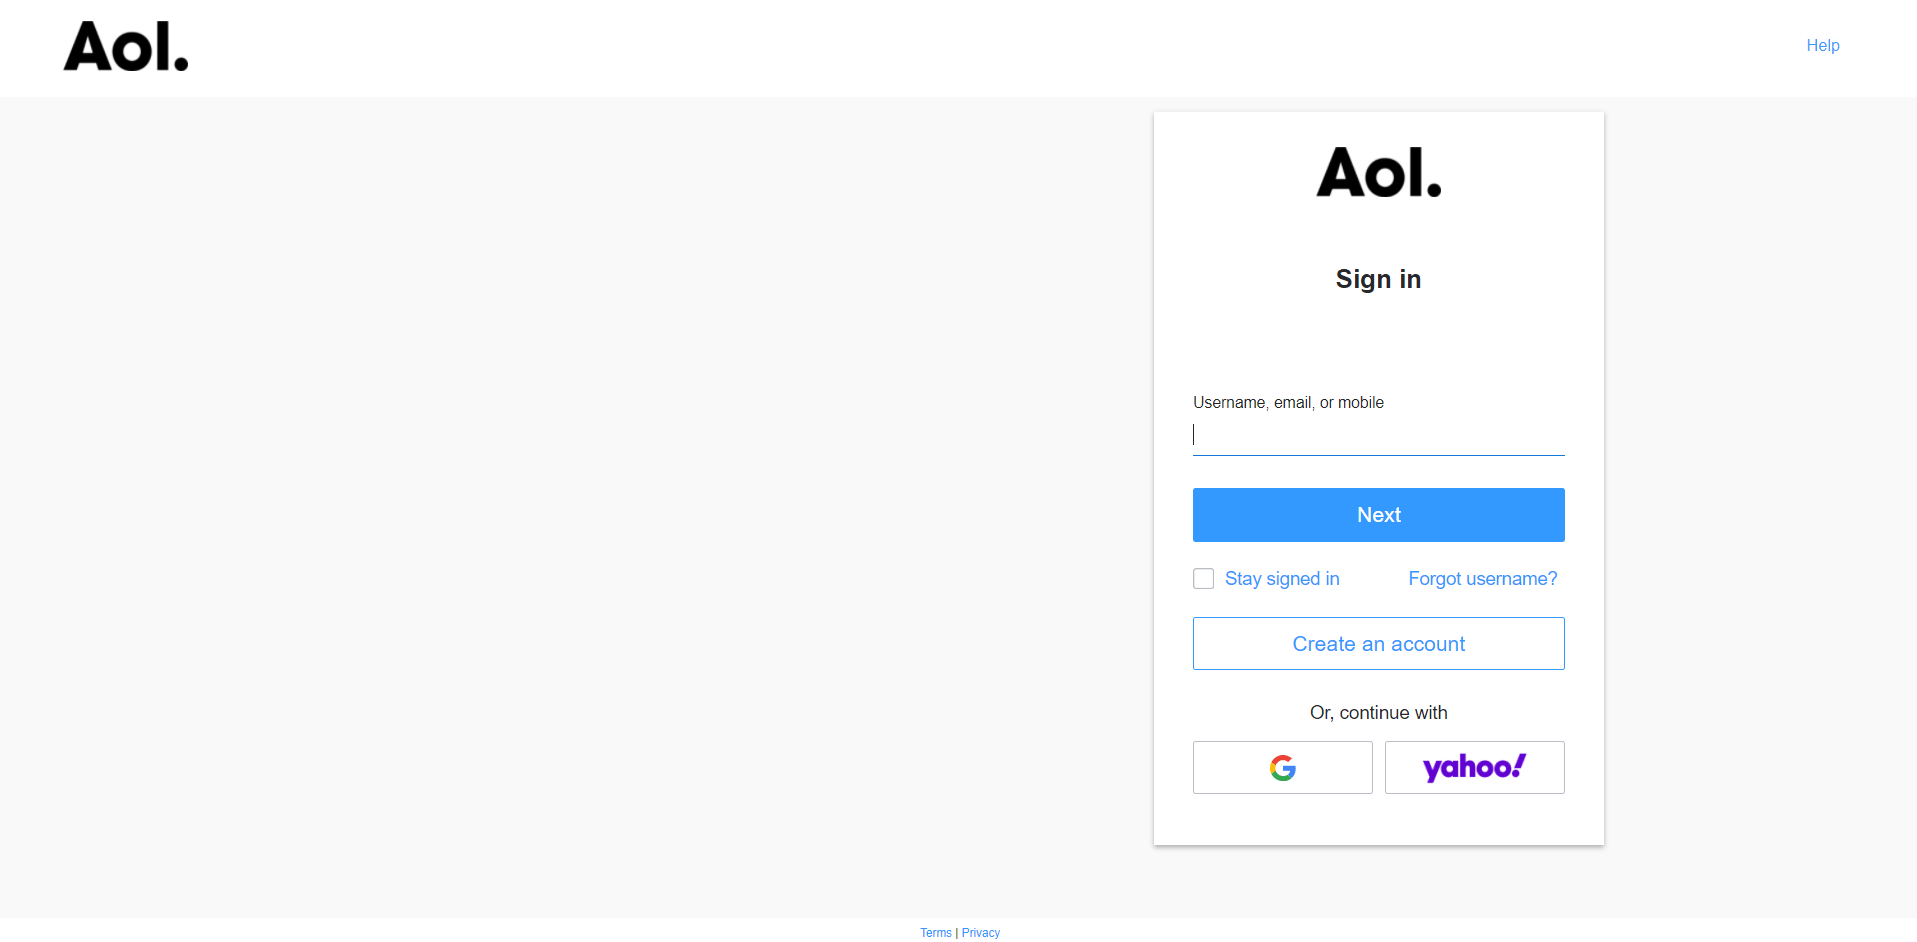 Aol.
Help
Aol.
Sign in
Username, email, or mobile
Next
Stay signed in
Forgot username?
Create an account
Or, continue with
G
yahoo!
Terms | Privacy